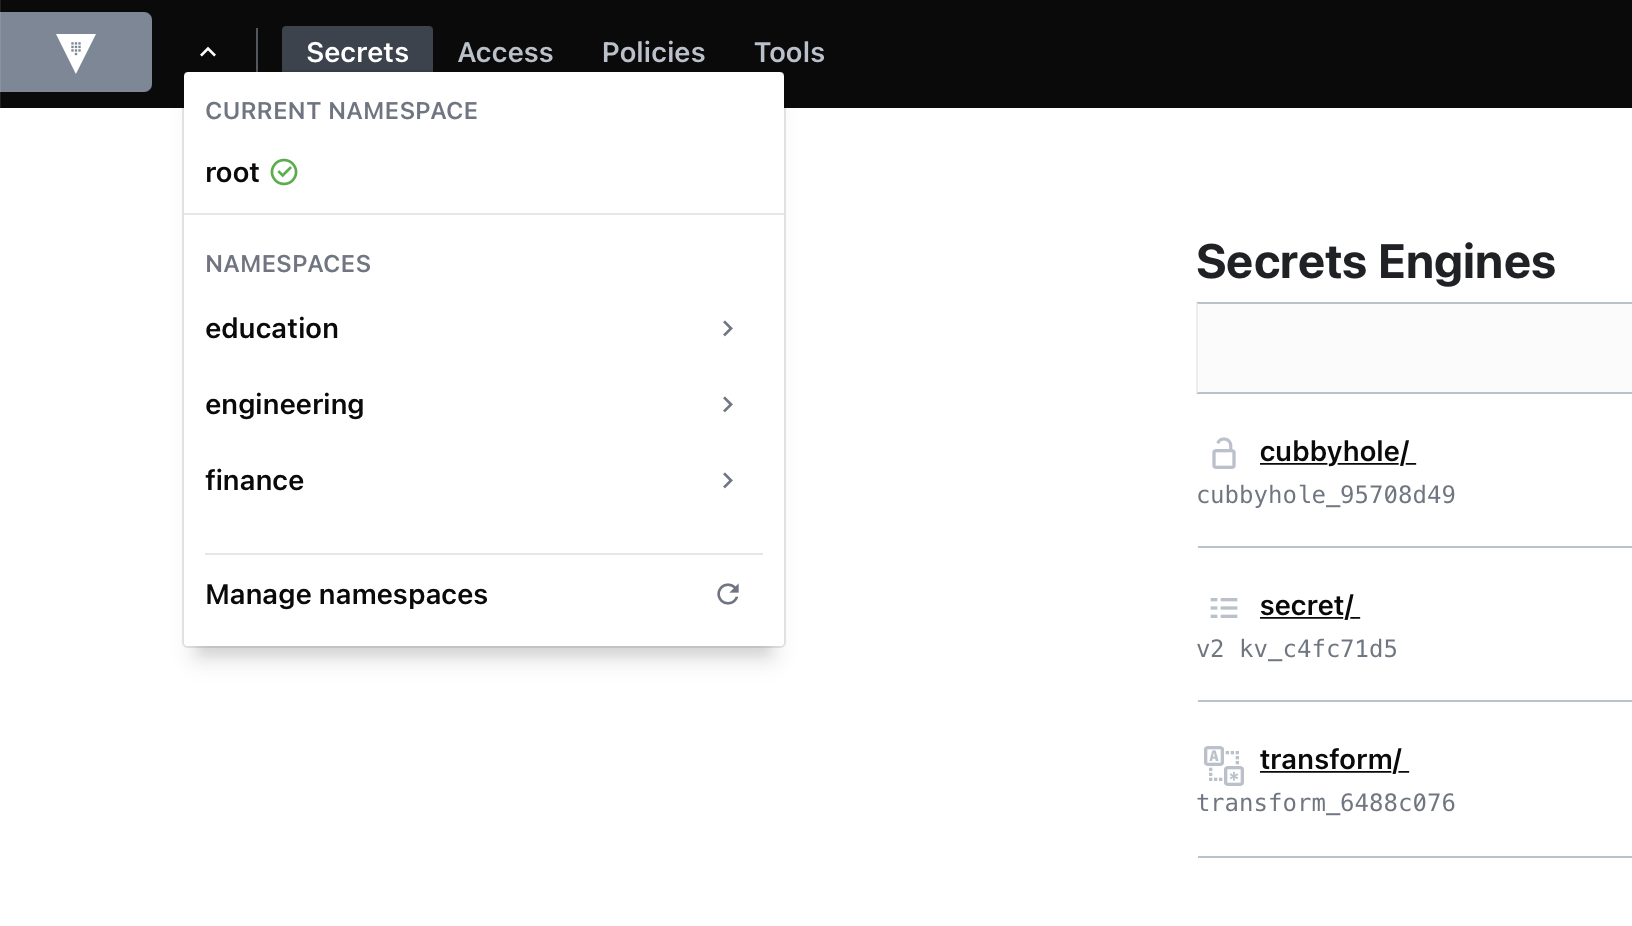 Secrets Access Policies Tools
CURRENT NAMESPACE
root
NAMESPACES
education
engineering
finance
Manage namespaces
Secrets Engines
cubbyhole/
cubbyhole_95708d49
secret/
v2 kv_c4fc71d5
transform/
transform_6488c076